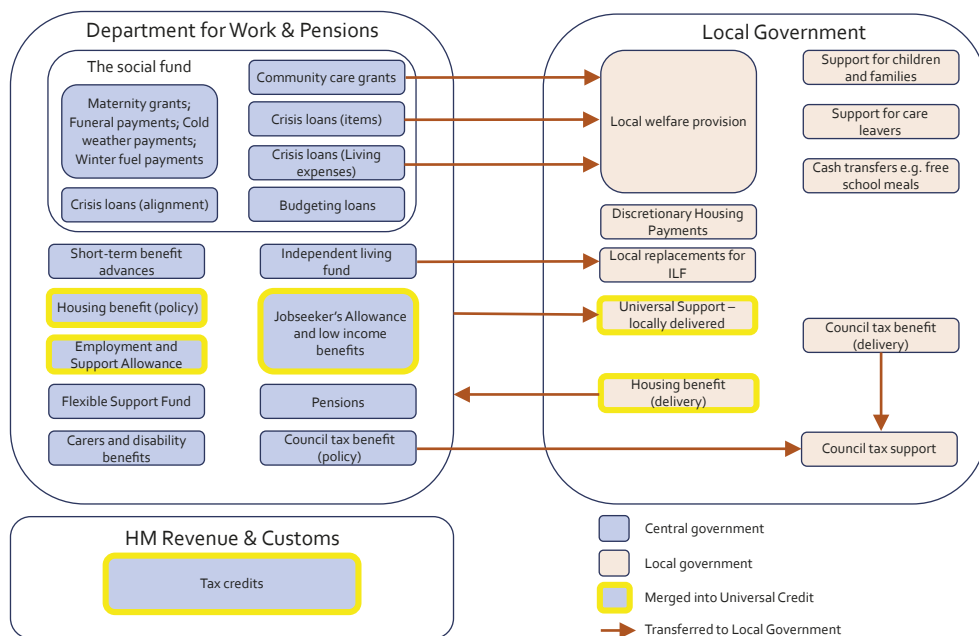 Department for Work & Pensions
The social fund
Maternity grants;
Funeral payments; Cold
weather payments;
Winter fuel payments
Crisis loans (alignment)
Community care grants
Crisis loans (items)
Crisis loans (Living
expenses)
Budgeting loans
Short-term benefit
advances
Housing benefit (policy)
Employment and
Support Allowance
Flexible Support Fund
Carers and disability
benefits
Independent living
fund
Jobseeker's Allowance
and low income
benefits
Pensions
Council tax benefit
(policy)
Local Government
Local welfare provision
Discretionary Housing
Payments
Local replacements for
ILF
Universal Support –
locally delivered
Housing benefit
(delivery)
Support for children
and families
Support for care
leavers
Cash transfers e.g. free
school meals
Council tax benefit
(delivery)
Council tax support
HM Revenue & Customs
Tax credits
Central government
Local government
Merged into Universal Credit
Transferred to Local Government